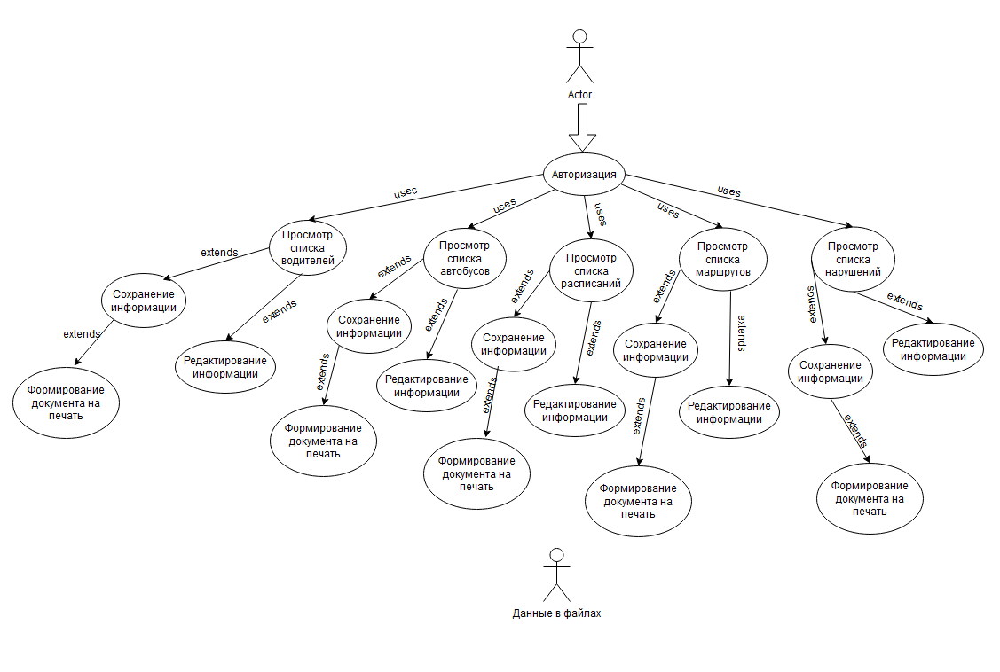 Actor
Авторизация
uses
uses
uses
uses
uses
Просмотр
списка
водителей
Просмотр
списка
автобусов
Просмотр
списка
расписаний
Просмотр
списка
маршрутов
Просмотр
списка
нарушений
extends
extends
extends
extends
extends
extends
extends
extends
extends
extends
Сохранение
информации
Редактирование
информации
Сохранение
информации
Редактирование
информации
Сохранение
информации
Редактирование
информации
Сохранение
информации
Редактирование
информации
Сохранение
информации
Редактирование
информации
extends
extends
extends
extends
extends
Формирование
документа на
печать
Формирование
документа на
печать
Формирование
документа на
печать
Формирование
документа на
печать
Формирование
документа на
печать
Данные в файлах